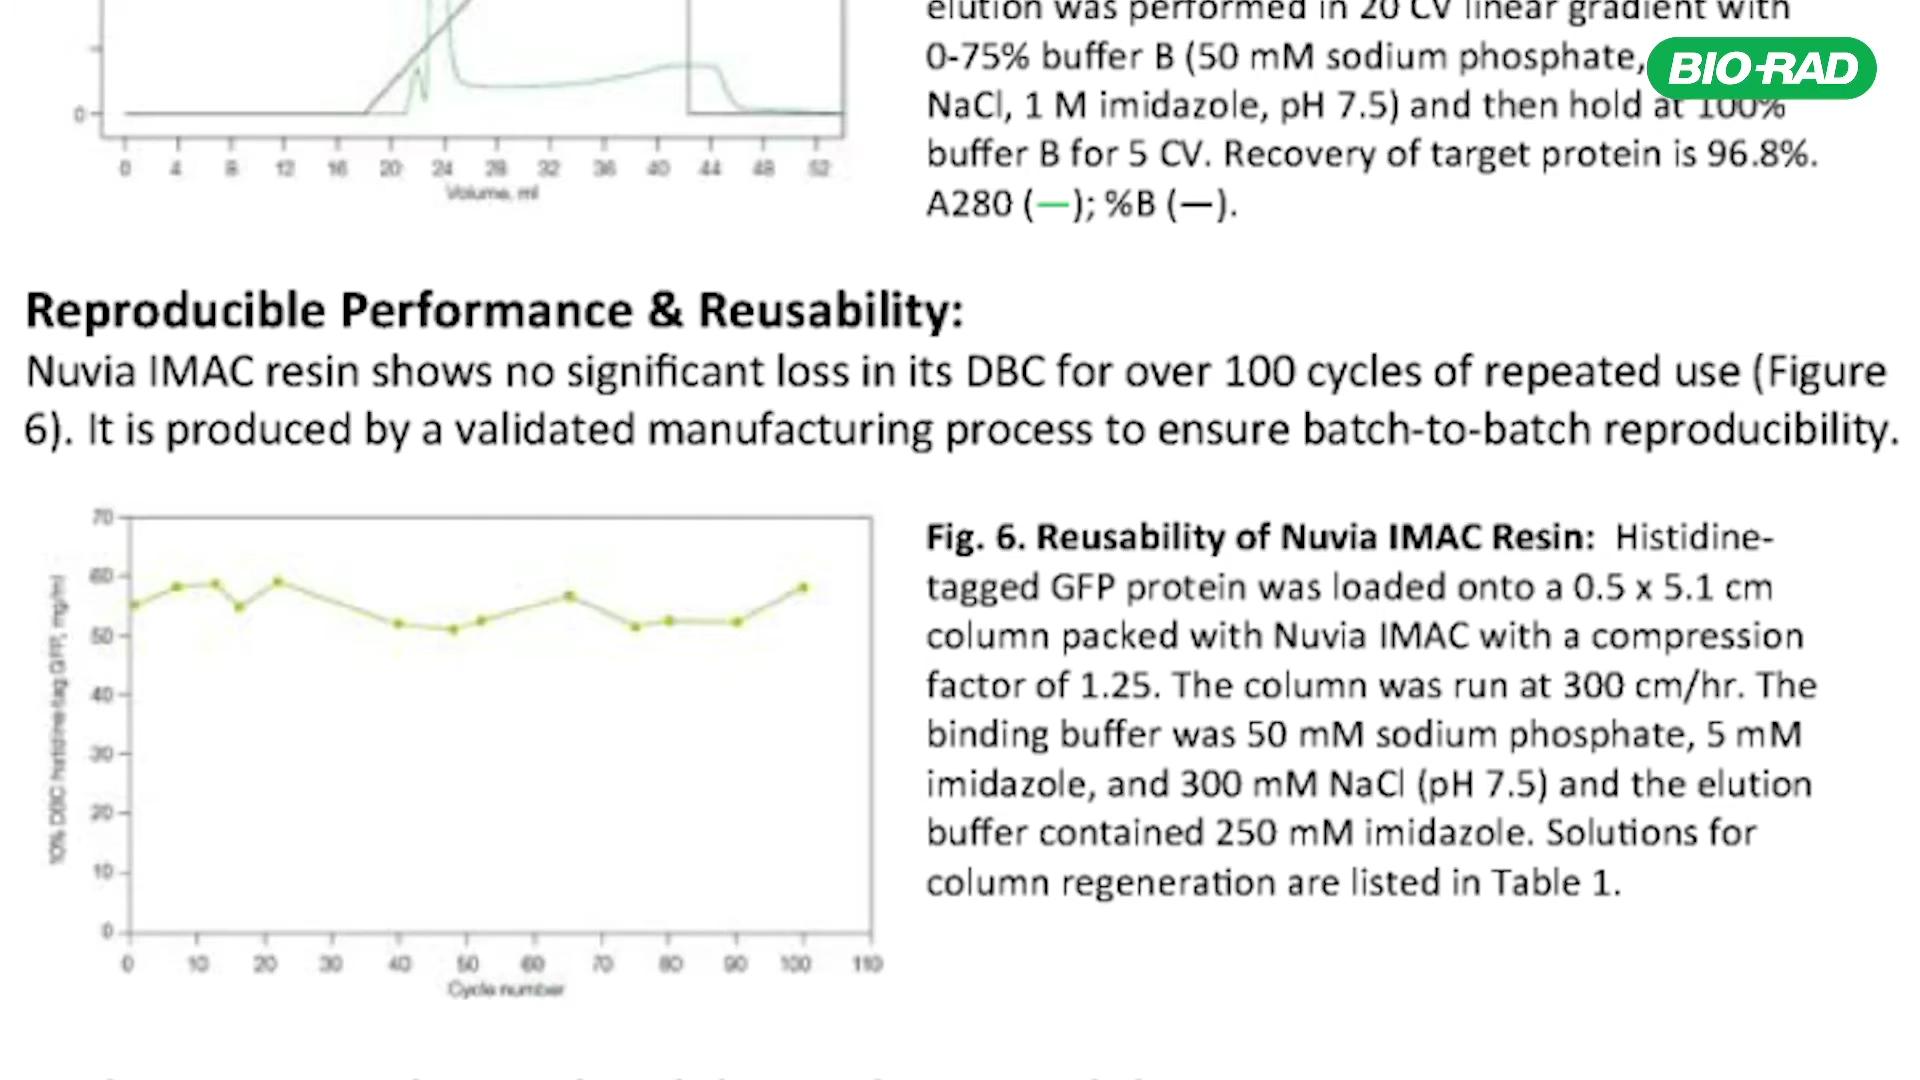 elution was performed in 20 CV linear gradient with
0-75% buffer B (50 mM sodium phosphate,
BIO-RAD
NaCl, 1 M imidazole, pH 7.5) and then hold at 100%
buffer B for 5 CV. Recovery of target protein is 96.8%.
A280 (—); %B (—).
0
0 4 8 12 16 20 24 28 32 36 40 44 48 52
Volume, ml
Reproducible Performance & Reusability:
Nuvia IMAC resin shows no significant loss in its DBC for over 100 cycles of repeated use (Figure
6). It is produced by a validated manufacturing process to ensure batch-to-batch reproducibility.
70
60
50
40
30
20
10
0
10% DBC histidine-tag GFP, mg/ml
0 10 20 30 40 50 60 70 80 90 100 110
Cycle number
Fig. 6. Reusability of Nuvia IMAC Resin: Histidine-
tagged GFP protein was loaded onto a 0.5 x 5.1 cm
column packed with Nuvia IMAC with a compression
factor of 1.25. The column was run at 300 cm/hr. The
binding buffer was 50 mM sodium phosphate, 5 mM
imidazole, and 300 mM NaCl (pH 7.5) and the elution
buffer contained 250 mM imidazole. Solutions for
column regeneration are listed in Table 1.